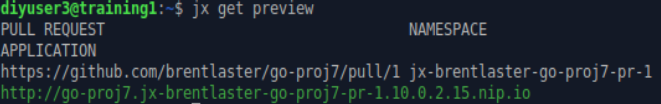 diyuser3@training1:~$ jx get preview
PULL REQUEST NAMESPACE
APPLICATION
https://github.com/brentlaster/go-proj7/pull/1 jx-brentlaster-go-proj7-pr-1
http://go-proj7.jx-brentlaster-go-proj7-pr-1.10.0.2.15.nip.io